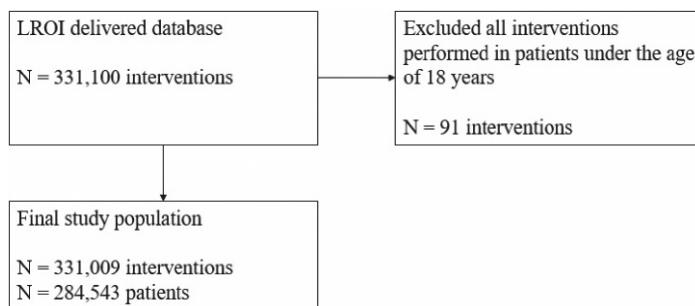 LROI delivered database
N = 331,100 interventions
Excluded all interventions
performed in patients under the age
of 18 years
N = 91 interventions
Final study population
N = 331,009 interventions
N = 284,543 patients